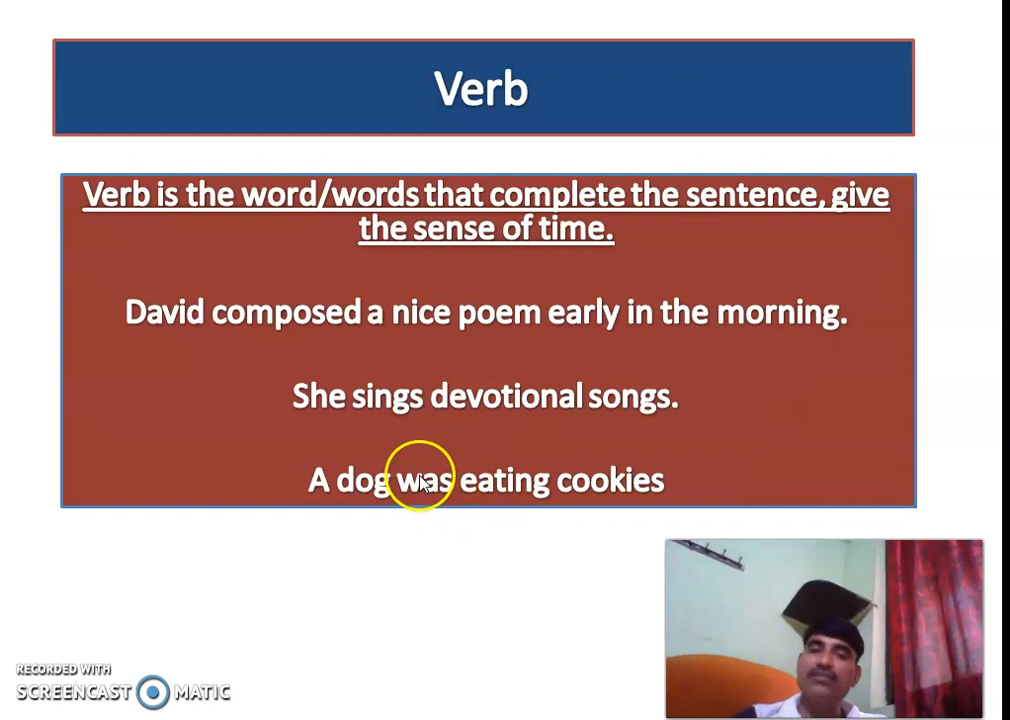 Verb
Verb is the word/words that complete the sentence, give
the sense of time.
David composed a nice poem early in the morning.
She sings devotional songs.
A dog was eating cookies
RECORDED WITH
SCREENCAST MATIC